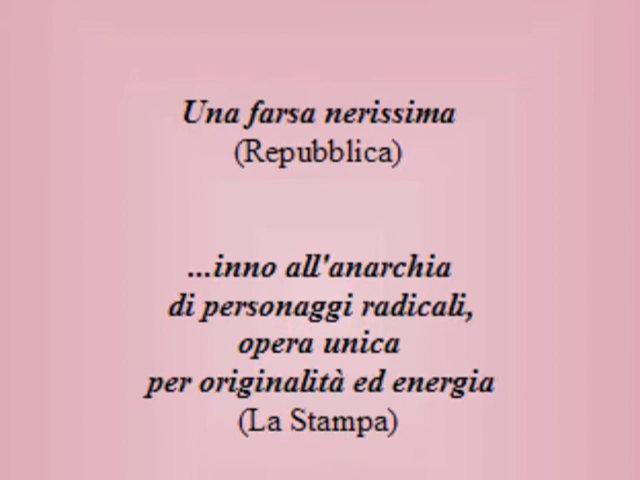 Una farsa nerissima
(Repubblica)
...inno all'anarchia
di personaggi radicali,
opera unica
per originalità ed energia
(La Stampa)